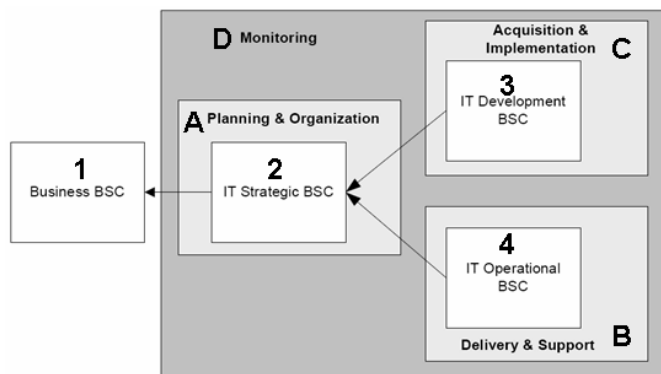 D Monitoring
Acquisition &
Implementation
C
3
IT Development
BSC
A Planning & Organization
1
Business BSC
2
IT Strategic BSC
4
IT Operational
BSC
Delivery & Support
B